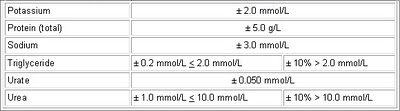 Potassium ± 2.0 mmol/L
Protein (total) ± 5.0 g/L
Sodium ± 3.0 mmol/L
Triglyceride ± 0.2 mmol/L ≤ 2.0 mmol/L ± 10% > 2.0 mmol/L
Urate ± 0.050 mmol/L
Urea ± 1.0 mmol/L ≤ 10.0 mmol/L ± 10% > 10.0 mmol/L